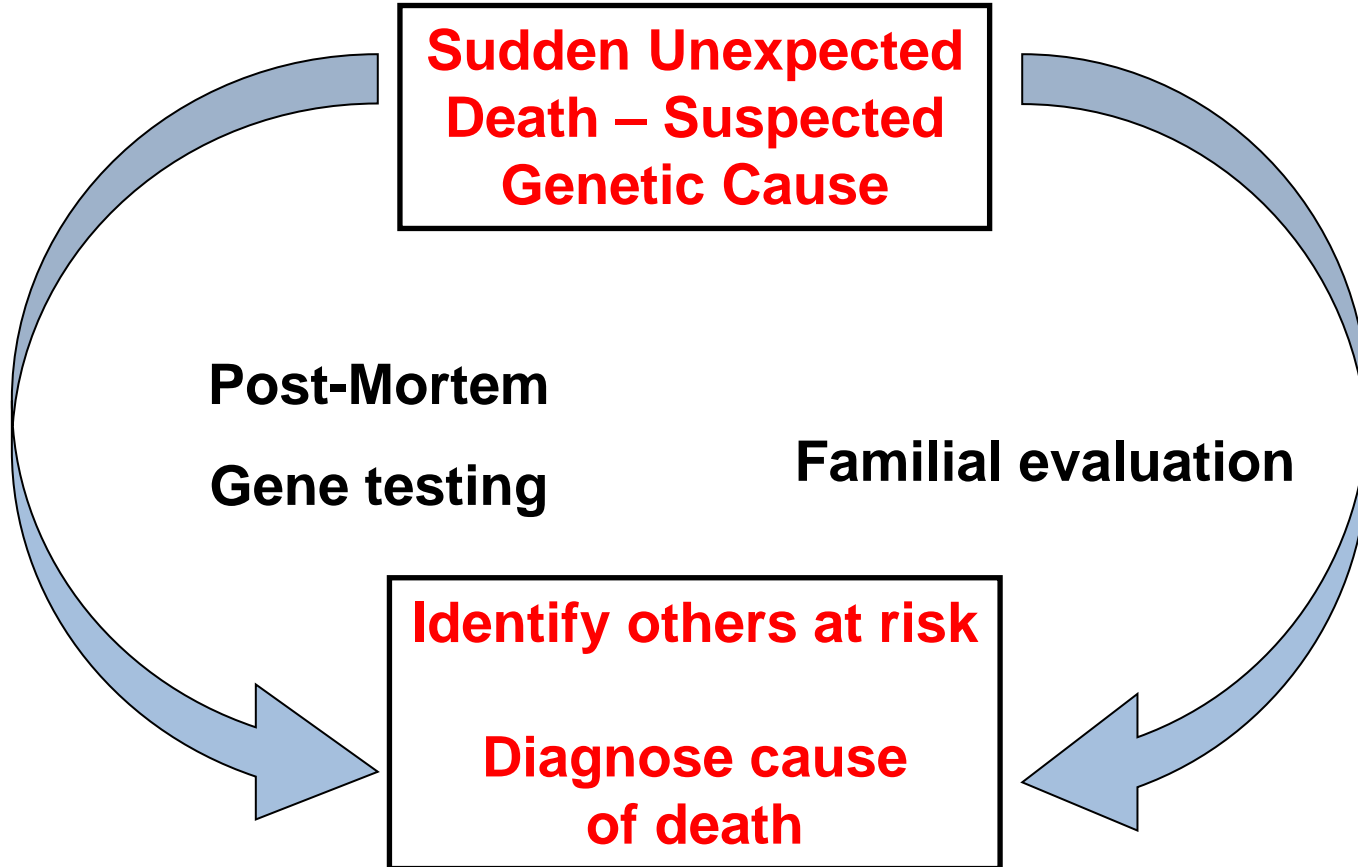 Sudden Unexpected
Death – Suspected
Genetic Cause
Post-Mortem
Gene testing
Familial evaluation
Identify others at risk
Diagnose cause
of death